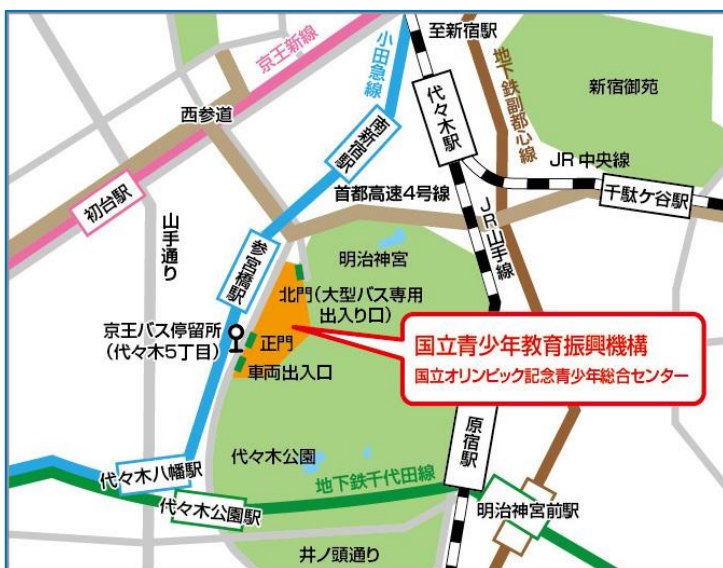 至新宿駅
小田急線
京王新線
地下鉄副都心線
新宿御苑
西参道
代々木駅
南新宿駅
JR中央線
千駄ケ谷駅
首都高速4号線
初台駅
山手通り
JR山手線
参宮橋駅
明治神宮
北門(大型バス専用
出入り口)
京王バス停留所
(代々木5丁目)
正門
車両出入口
国立青少年教育振興機構
国立オリンピック記念青少年総合センター
原宿駅
代々木公園
代々木八幡駅
地下鉄千代田線
代々木公園駅
明治神宮前駅
井ノ頭通り